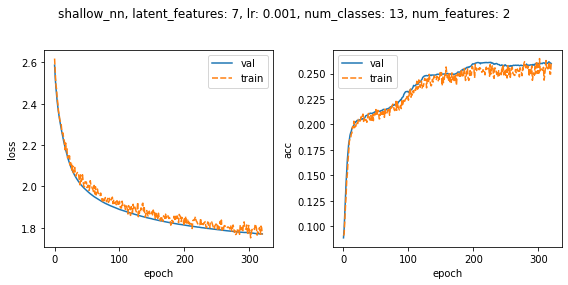 shallow_nn, latent_features: 7, lr: 0.001, num_classes: 13, num_features: 2
2.6
2.4
2.2
2.0
1.8
loss
0
100
200
300
epoch
val
train
0.250
0.225
0.200
0.175
0.150
0.125
0.100
acc
0
100
200
300
epoch
val
train